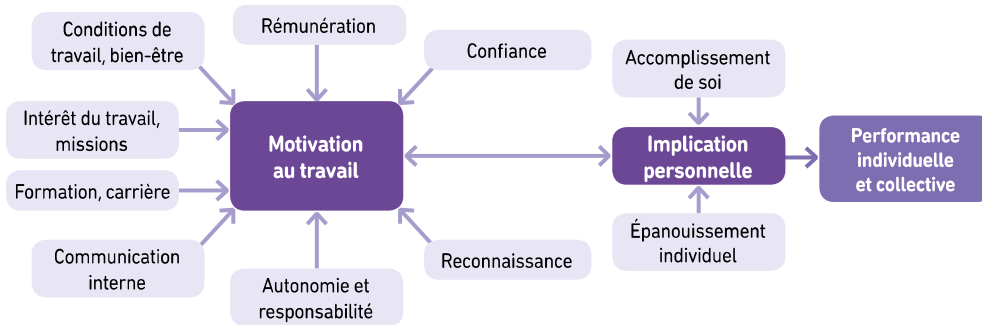 Conditions de
travail, bien-être
Rémunération
Confiance
Intérêt du travail,
missions
Formation, carrière
Communication
interne
Autonomie et
responsabilité
Reconnaissance
Motivation
au travail
Accomplissement
de soi
Implication
personnelle
Épanouissement
individuel
Performance
individuelle
et collective